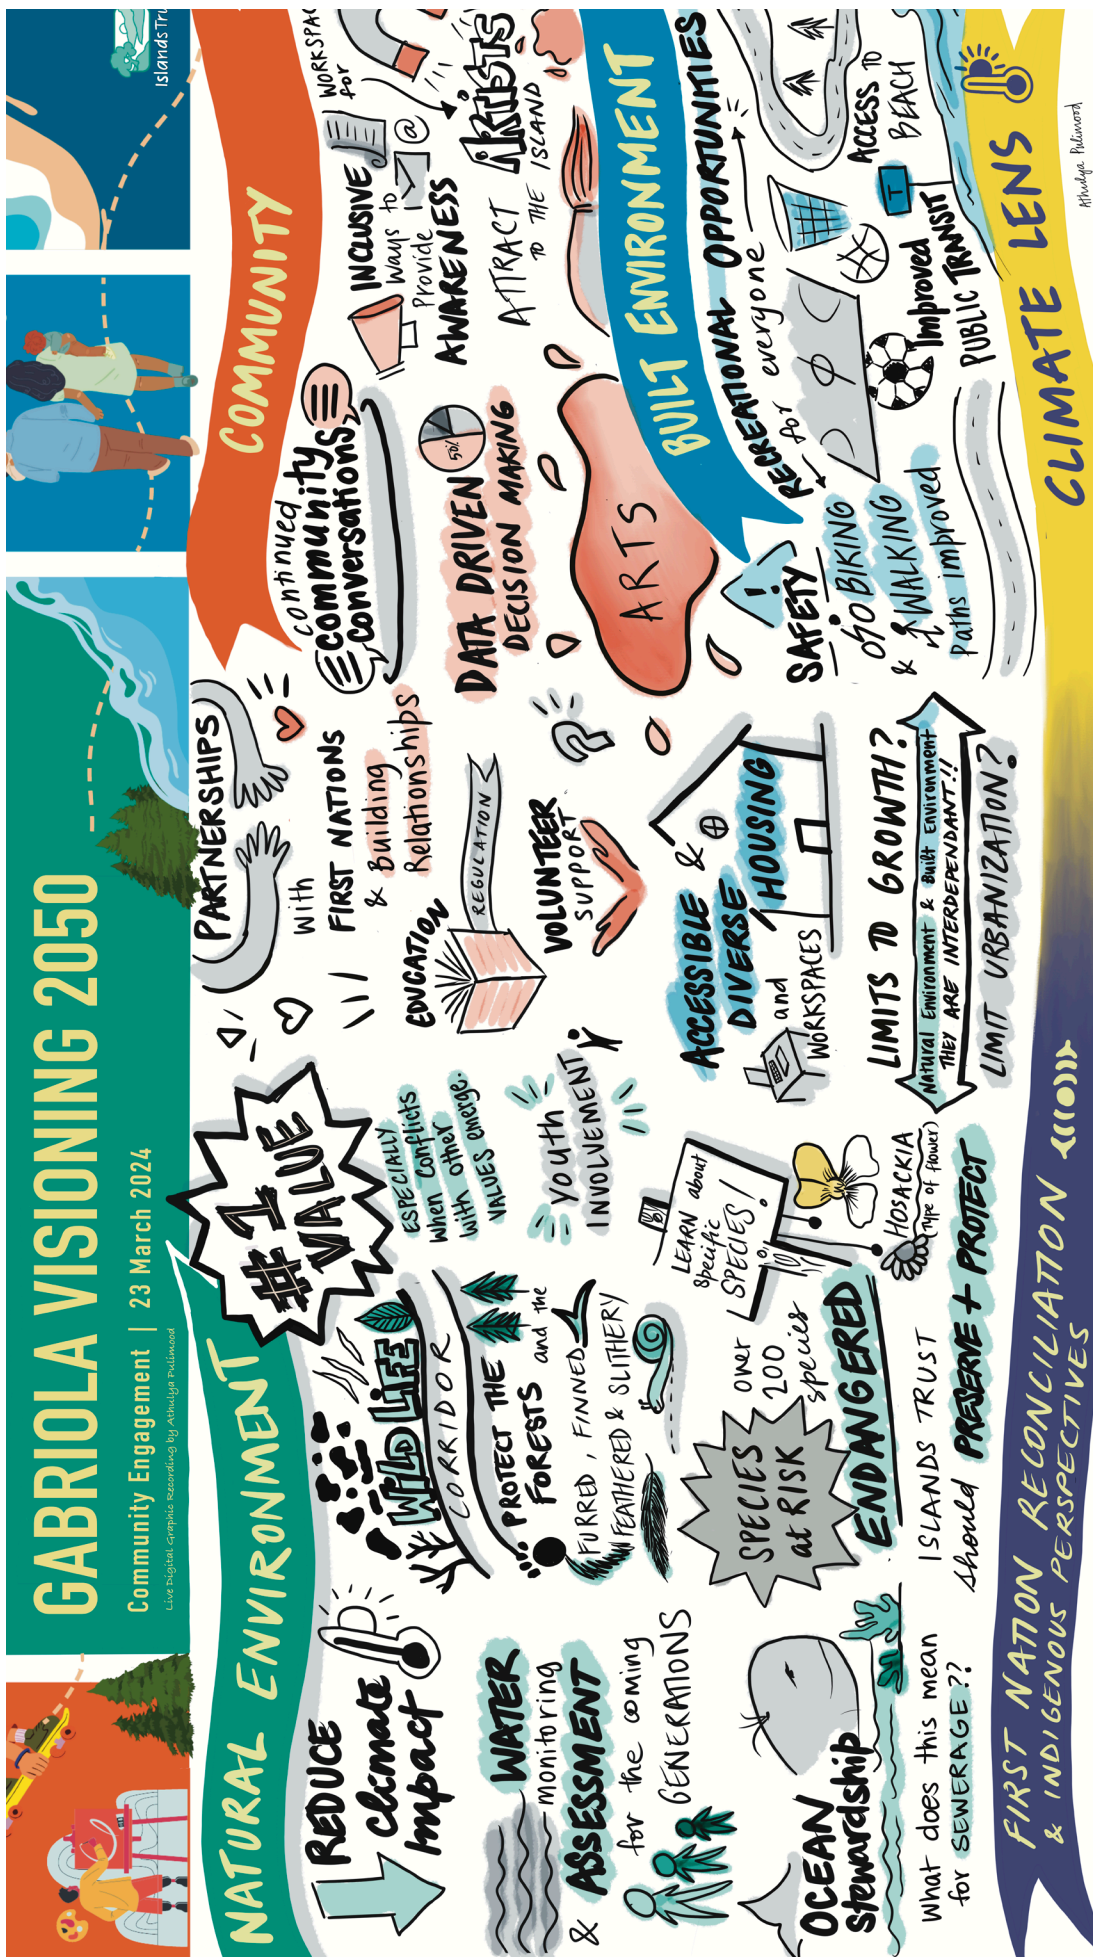 GABRIOLA VISIONING 2050
Community Engagement | 23 March 2024
Live Digital Graphic Recording by Athulya Pulimood
NATURAL ENVIRONMENT
#1
VALUE
ESPECIALLY
When conflicts
with other
VALUES emerge.
REDUCE
Climate
Impact
WILDLIFE
CORRIDOR
PROTECT THE
FORESTS and the
FURRED, FINNED,
FEATHERED & SLITHERY
WATER
monitoring
& ASSESSMENT
for the coming
GENERATIONS
Youth
INVOLVEMENT
SPECIES
at RISK
over
200
species
ENDANGERED
LEARN about
Specific
SPECIES!
HOSACKIA
(Type of flower)
OCEAN
Stewardship
What does this mean
for SEWERAGE??
ISLANDS TRUST
should PRESERVE + PROTECT
PARTNERSHIPS
with
FIRST NATIONS
& Building
Relationships
EDUCATION
REGULATION
VOLUNTEER
SUPPORT
COMMUNITY
continued
Community
Conversations
INCLUSIVE
Ways to
Provide
AWARENESS
@
WORKSPA
for
ATTRACT ARTISTS
TO THE ISLAND
DATA DRIVEN
DECISION MAKING
50%
ARTS
BUILT ENVIRONMENT
ACCESSIBLE &
DIVERSE
HOUSING
and
WORKSPACES
LIMITS TO GROWTH?
Natural Environment & Built Environment
THEY ARE INTERDEPENDANT!!
LIMIT URBANIZATION?
SAFETY
BIKING
& WALKING
Paths improved
RECREATIONAL OPPORTUNITIES
for everyone
ACCESS TO
BEACH
T
Improved
PUBLIC TRANSIT
FIRST NATION RECONCILIATION
& INDIGENOUS PERSPECTIVES
CLIMATE LENS
Athulya Pulimood